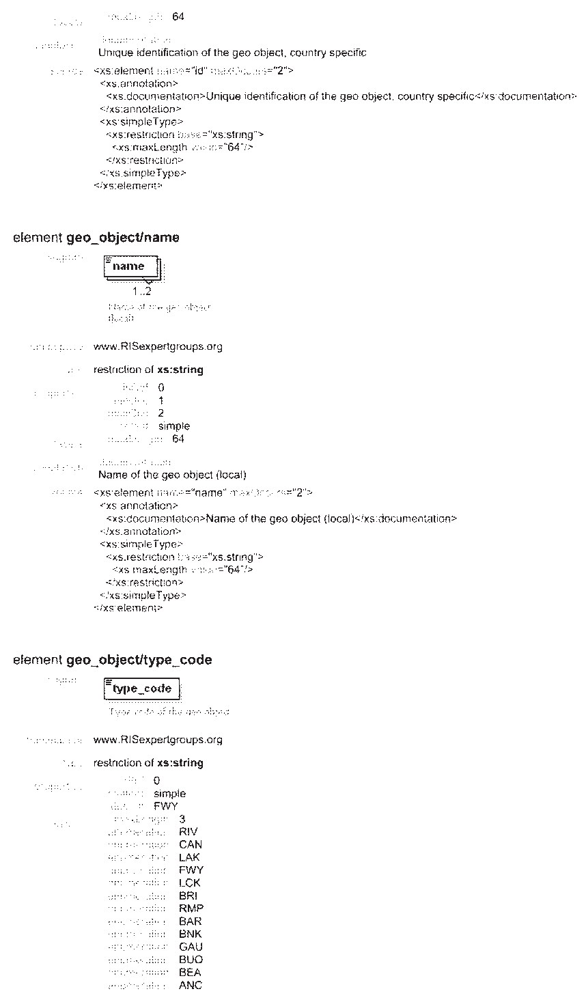 maxLength 64
facets
annotation documentation
Unique identification of the geo object, country specific
source <xs:element name="id" maxOccurs="2">
<xs:annotation>
<xs:documentation>Unique identification of the geo object, country specific</xs:documentation>
</xs:annotation>
<xs:simpleType>
<xs:restriction base="xs:string">
<xs:maxLength value="64"/>
</xs:restriction>
</xs:simpleType>
</xs:element>
element geo_object/name
diagram
name
1..2
Name of the geo object
(local)
namespace www.RISexpertgroups.org
type restriction of xs:string
properties
isRef 0
minOcc 1
maxOcc 2
content simple
facets maxLength 64
annotation documentation
Name of the geo object (local)
source <xs:element name="name" maxOccurs="2">
<xs:annotation>
<xs:documentation>Name of the geo object (local)</xs:documentation>
</xs:annotation>
<xs:simpleType>
<xs:restriction base="xs:string">
<xs:maxLength value="64"/>
</xs:restriction>
</xs:simpleType>
</xs:element>
element geo_object/type_code
diagram
type_code
Type code of the geo object
namespace www.RISexpertgroups.org
type restriction of xs:string
properties
isRef 0
content simple
default FWY
facets maxLength 3
enumeration RIV
enumeration CAN
enumeration LAK
enumeration FWY
enumeration LCK
enumeration BRI
enumeration RMP
enumeration BAR
enumeration BNK
enumeration GAU
enumeration BUO
enumeration BEA
enumeration ANC